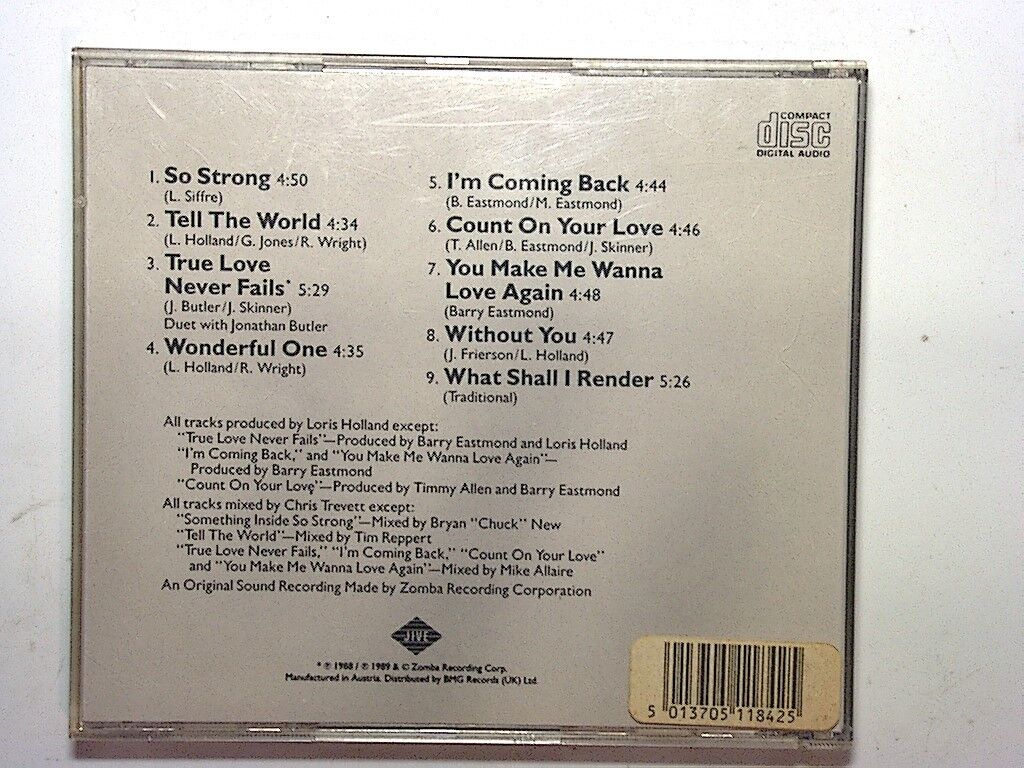 COMPACT
disc
DIGITAL AUDIO
1. So Strong 4:50
(L. Siffre)
2. Tell The World 4:34
(L. Holland/G. Jones/R. Wright)
3. True Love
Never Fails* 5:29
(J. Butler/J. Skinner)
Duet with Jonathan Butler
4. Wonderful One 4:35
(L. Holland/R. Wright)
5. I'm Coming Back 4:44
(B. Eastmond/M. Eastmond)
6. Count On Your Love 4:46
(T. Allen/B. Eastmond/J. Skinner)
7. You Make Me Wanna
Love Again 4:48
(Barry Eastmond)
8. Without You 4:47
(J. Frierson/L. Holland)
9. What Shall I Render 5:26
(Traditional)
All tracks produced by Loris Holland except:
"True Love Never Fails"—Produced by Barry Eastmond and Loris Holland
"I'm Coming Back," and "You Make Me Wanna Love Again"—
Produced by Barry Eastmond
"Count On Your Love"—Produced by Timmy Allen and Barry Eastmond
All tracks mixed by Chris Trevett except:
"Something Inside So Strong"—Mixed by Bryan "Chuck" New
"Tell The World"—Mixed by Tim Reppert
"True Love Never Fails," "I'm Coming Back," "Count On Your Love"
and "You Make Me Wanna Love Again"—Mixed by Mike Allaire
An Original Sound Recording Made by Zomba Recording Corporation
JIVE
* ℗ 1988 / ℗ 1989 & © Zomba Recording Corp.
Manufactured in Austria. Distributed by BMG Records (UK) Ltd.
5 013705 118425